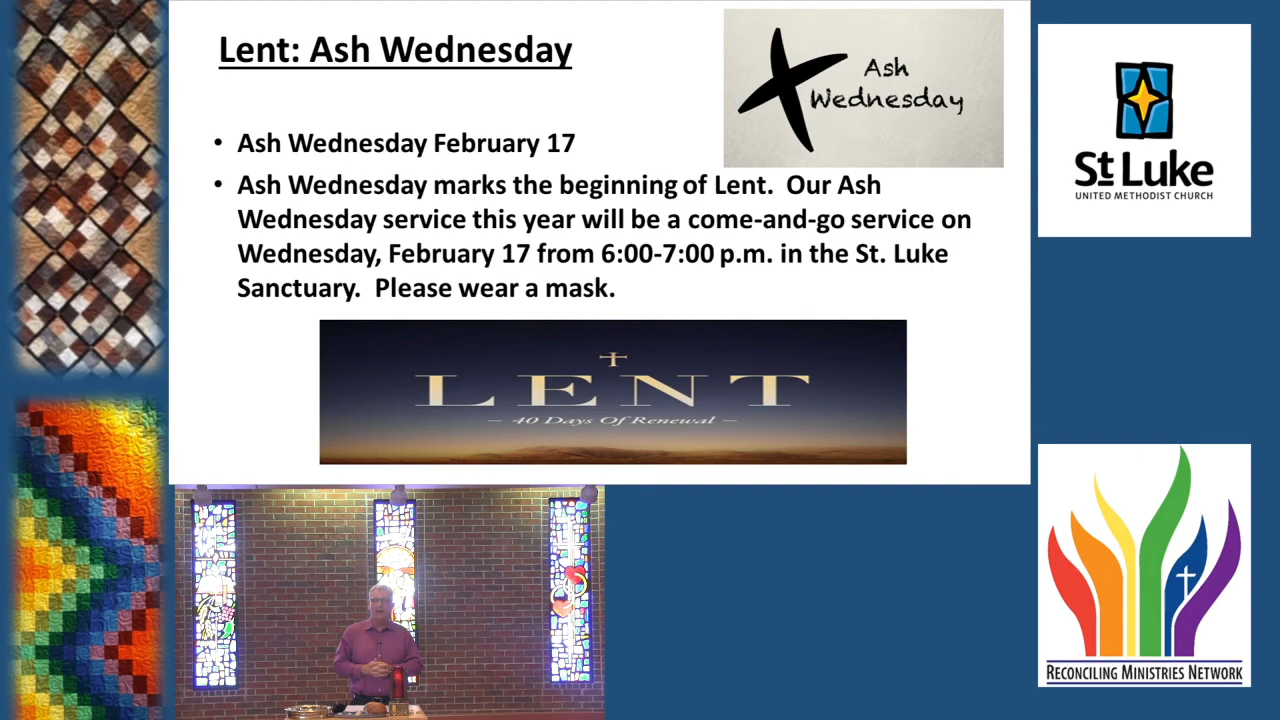 Lent: Ash Wednesday
Ash
Wednesday
• Ash Wednesday February 17
• Ash Wednesday marks the beginning of Lent.  Our Ash
Wednesday service this year will be a come-and-go service on
Wednesday, February 17 from 6:00-7:00 p.m. in the St. Luke
Sanctuary.  Please wear a mask.
LENT
– 40 Days Of Renewal –
St Luke
UNITED METHODIST CHURCH
RECONCILING MINISTRIES NETWORK